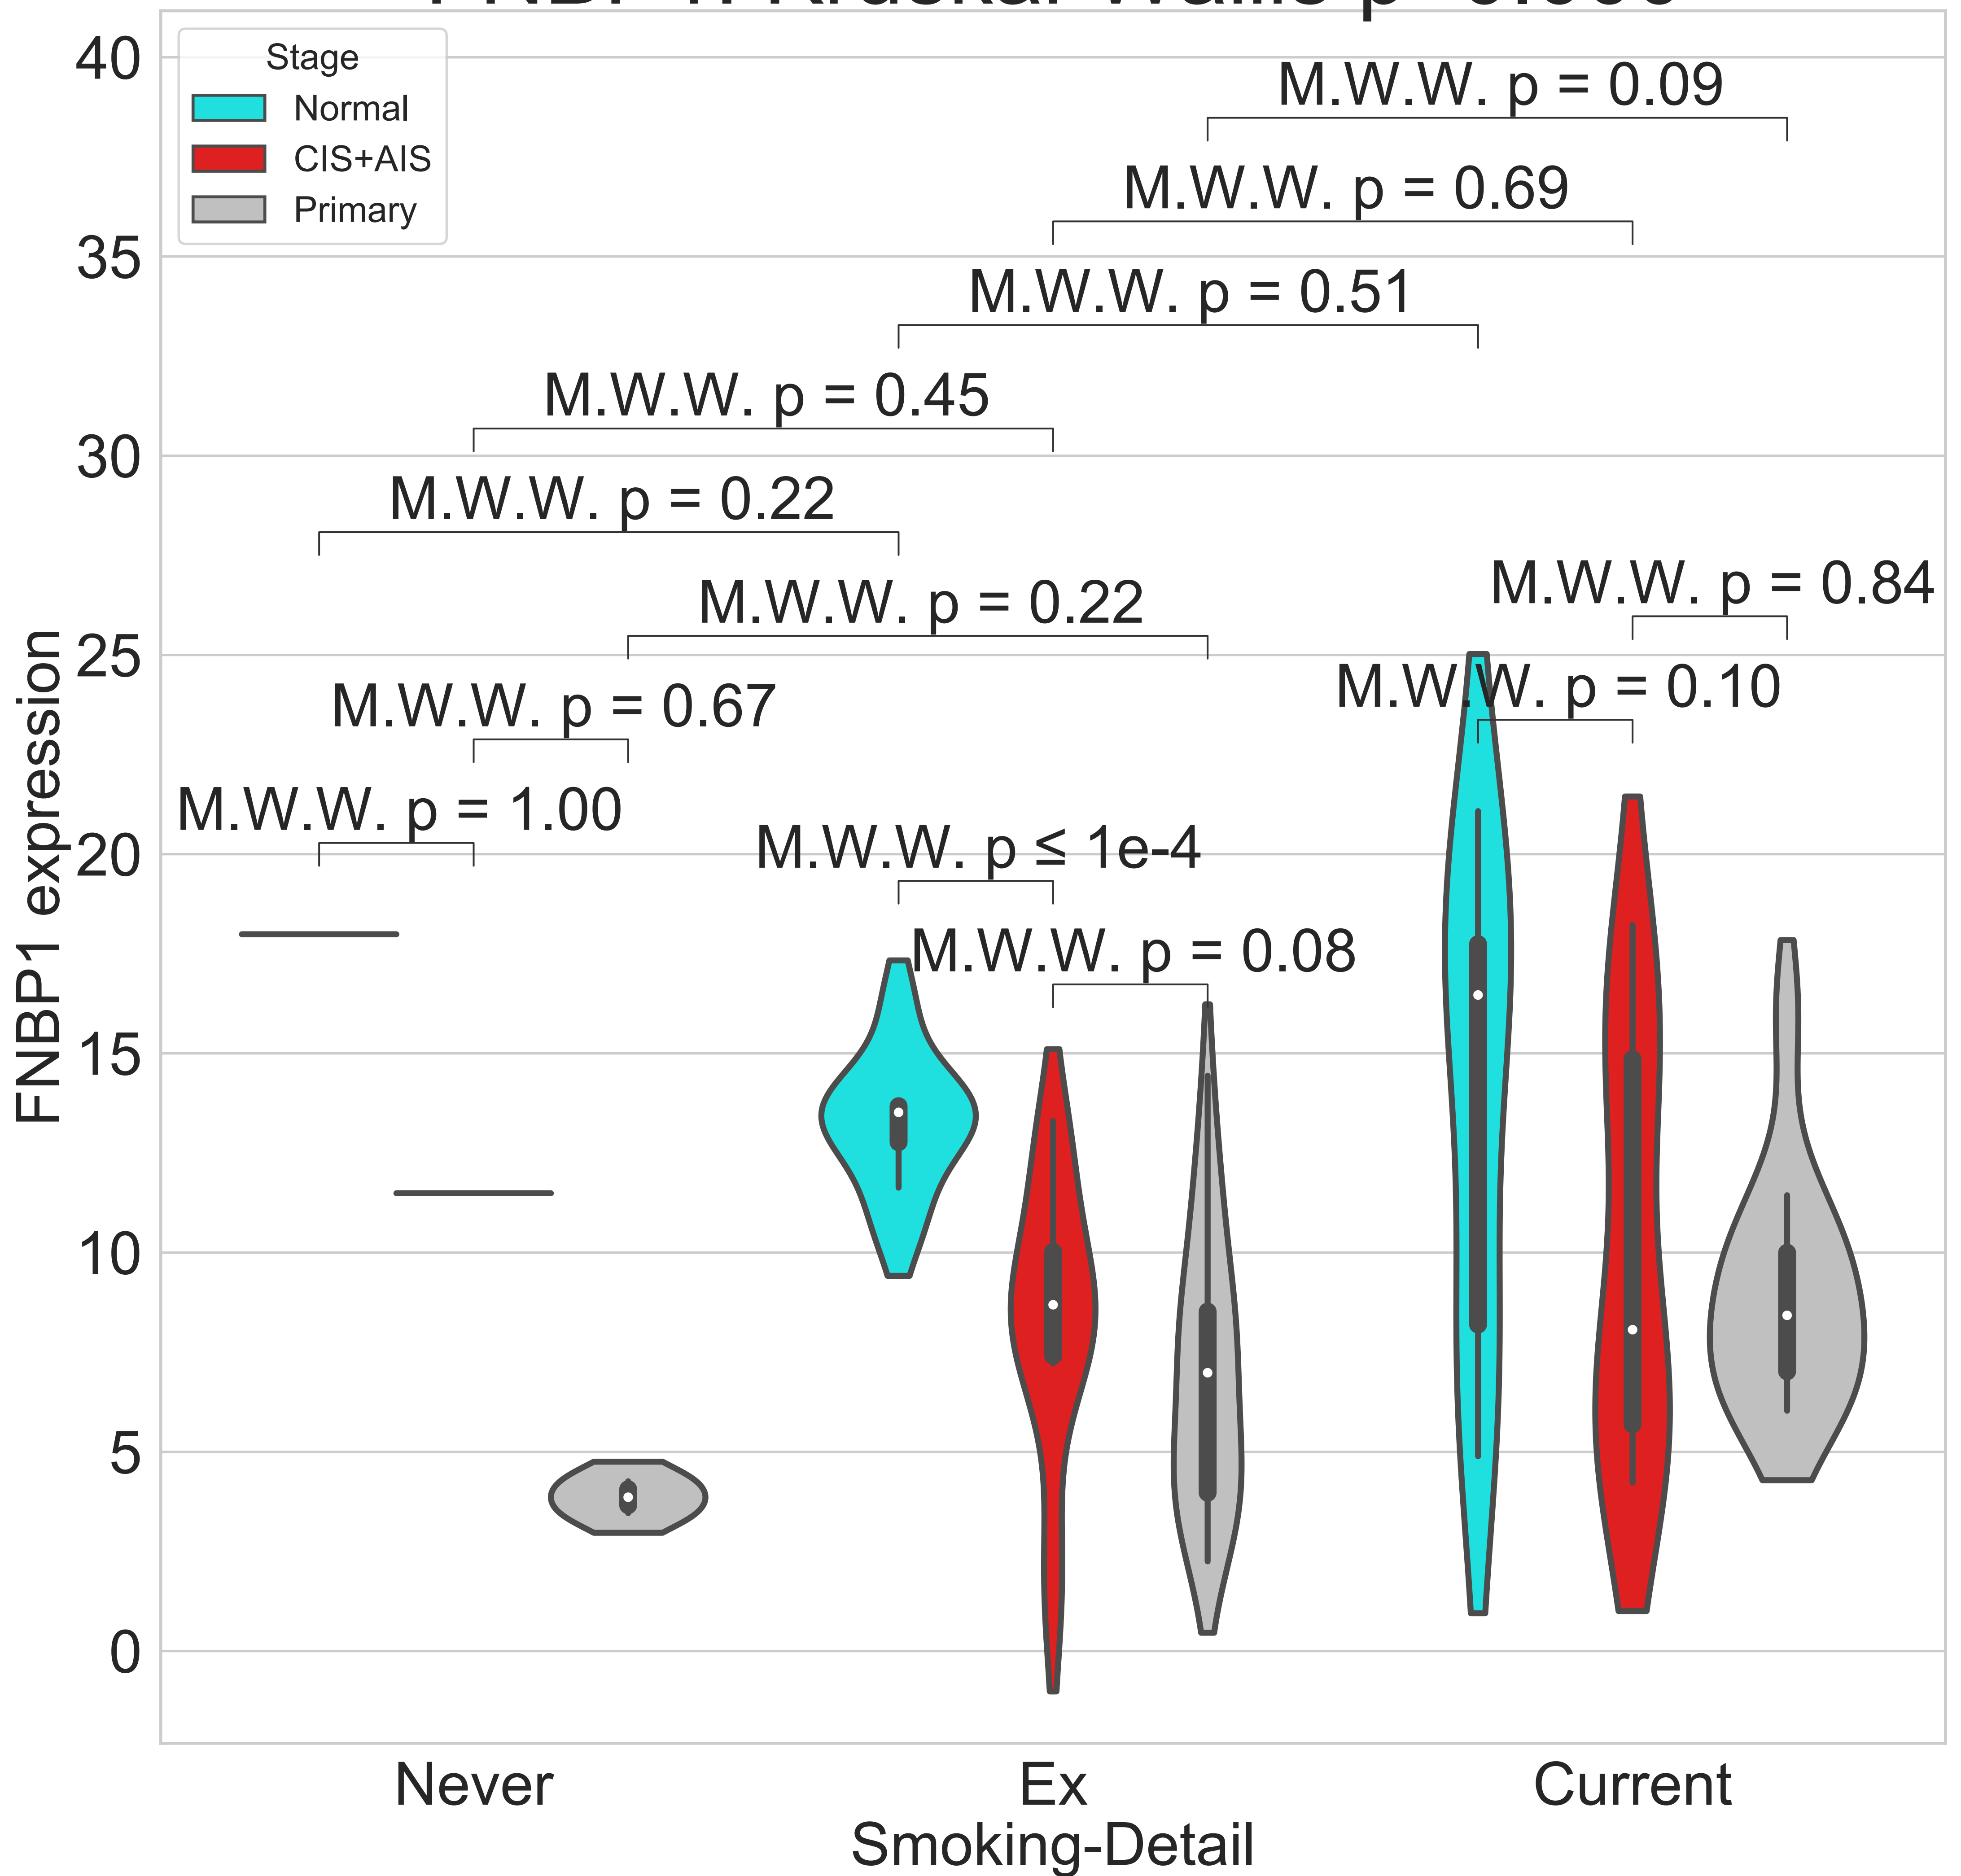 40
35
30
25
20
15
10
5
0
FNBP1 expression
Stage
Normal
CIS+AIS
Primary
M.W.W. p = 0.09
M.W.W. p = 0.69
M.W.W. p = 0.51
M.W.W. p = 0.45
M.W.W. p = 0.22
M.W.W. p = 0.22
M.W.W. p = 0.84
M.W.W. p = 0.10
M.W.W. p = 0.67
M.W.W. p = 1.00
M.W.W. p ≤ 1e-4
M.W.W. p = 0.08
Never
Ex
Current
Smoking-Detail